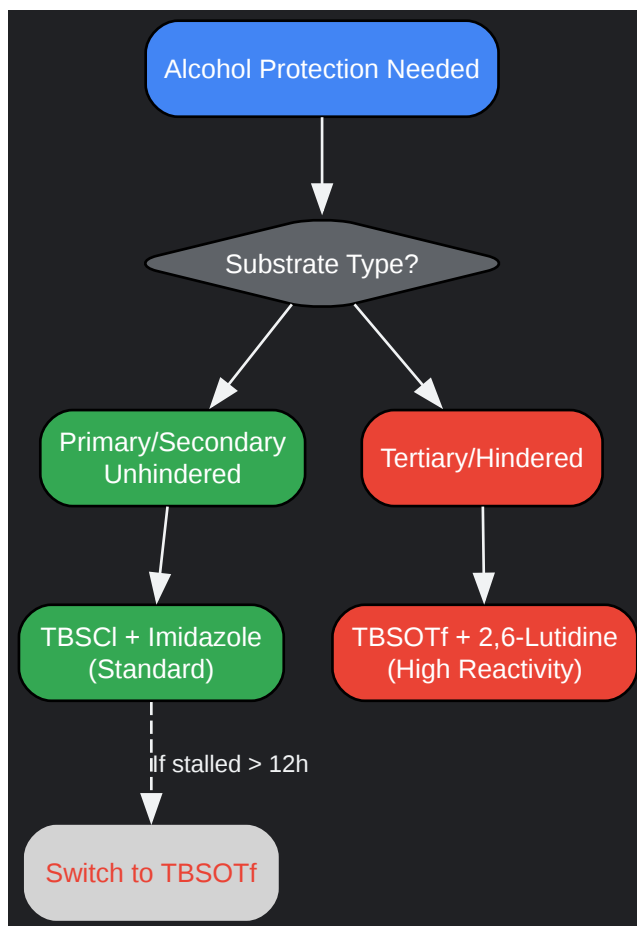 Alcohol Protection Needed
Substrate Type?
Primary/Secondary
Unhindered
Tertiary/Hindered
TBSCl + Imidazole
(Standard)
TBSOTf + 2,6-Lutidine
(High Reactivity)
If stalled > 12h
Switch to TBSOTf